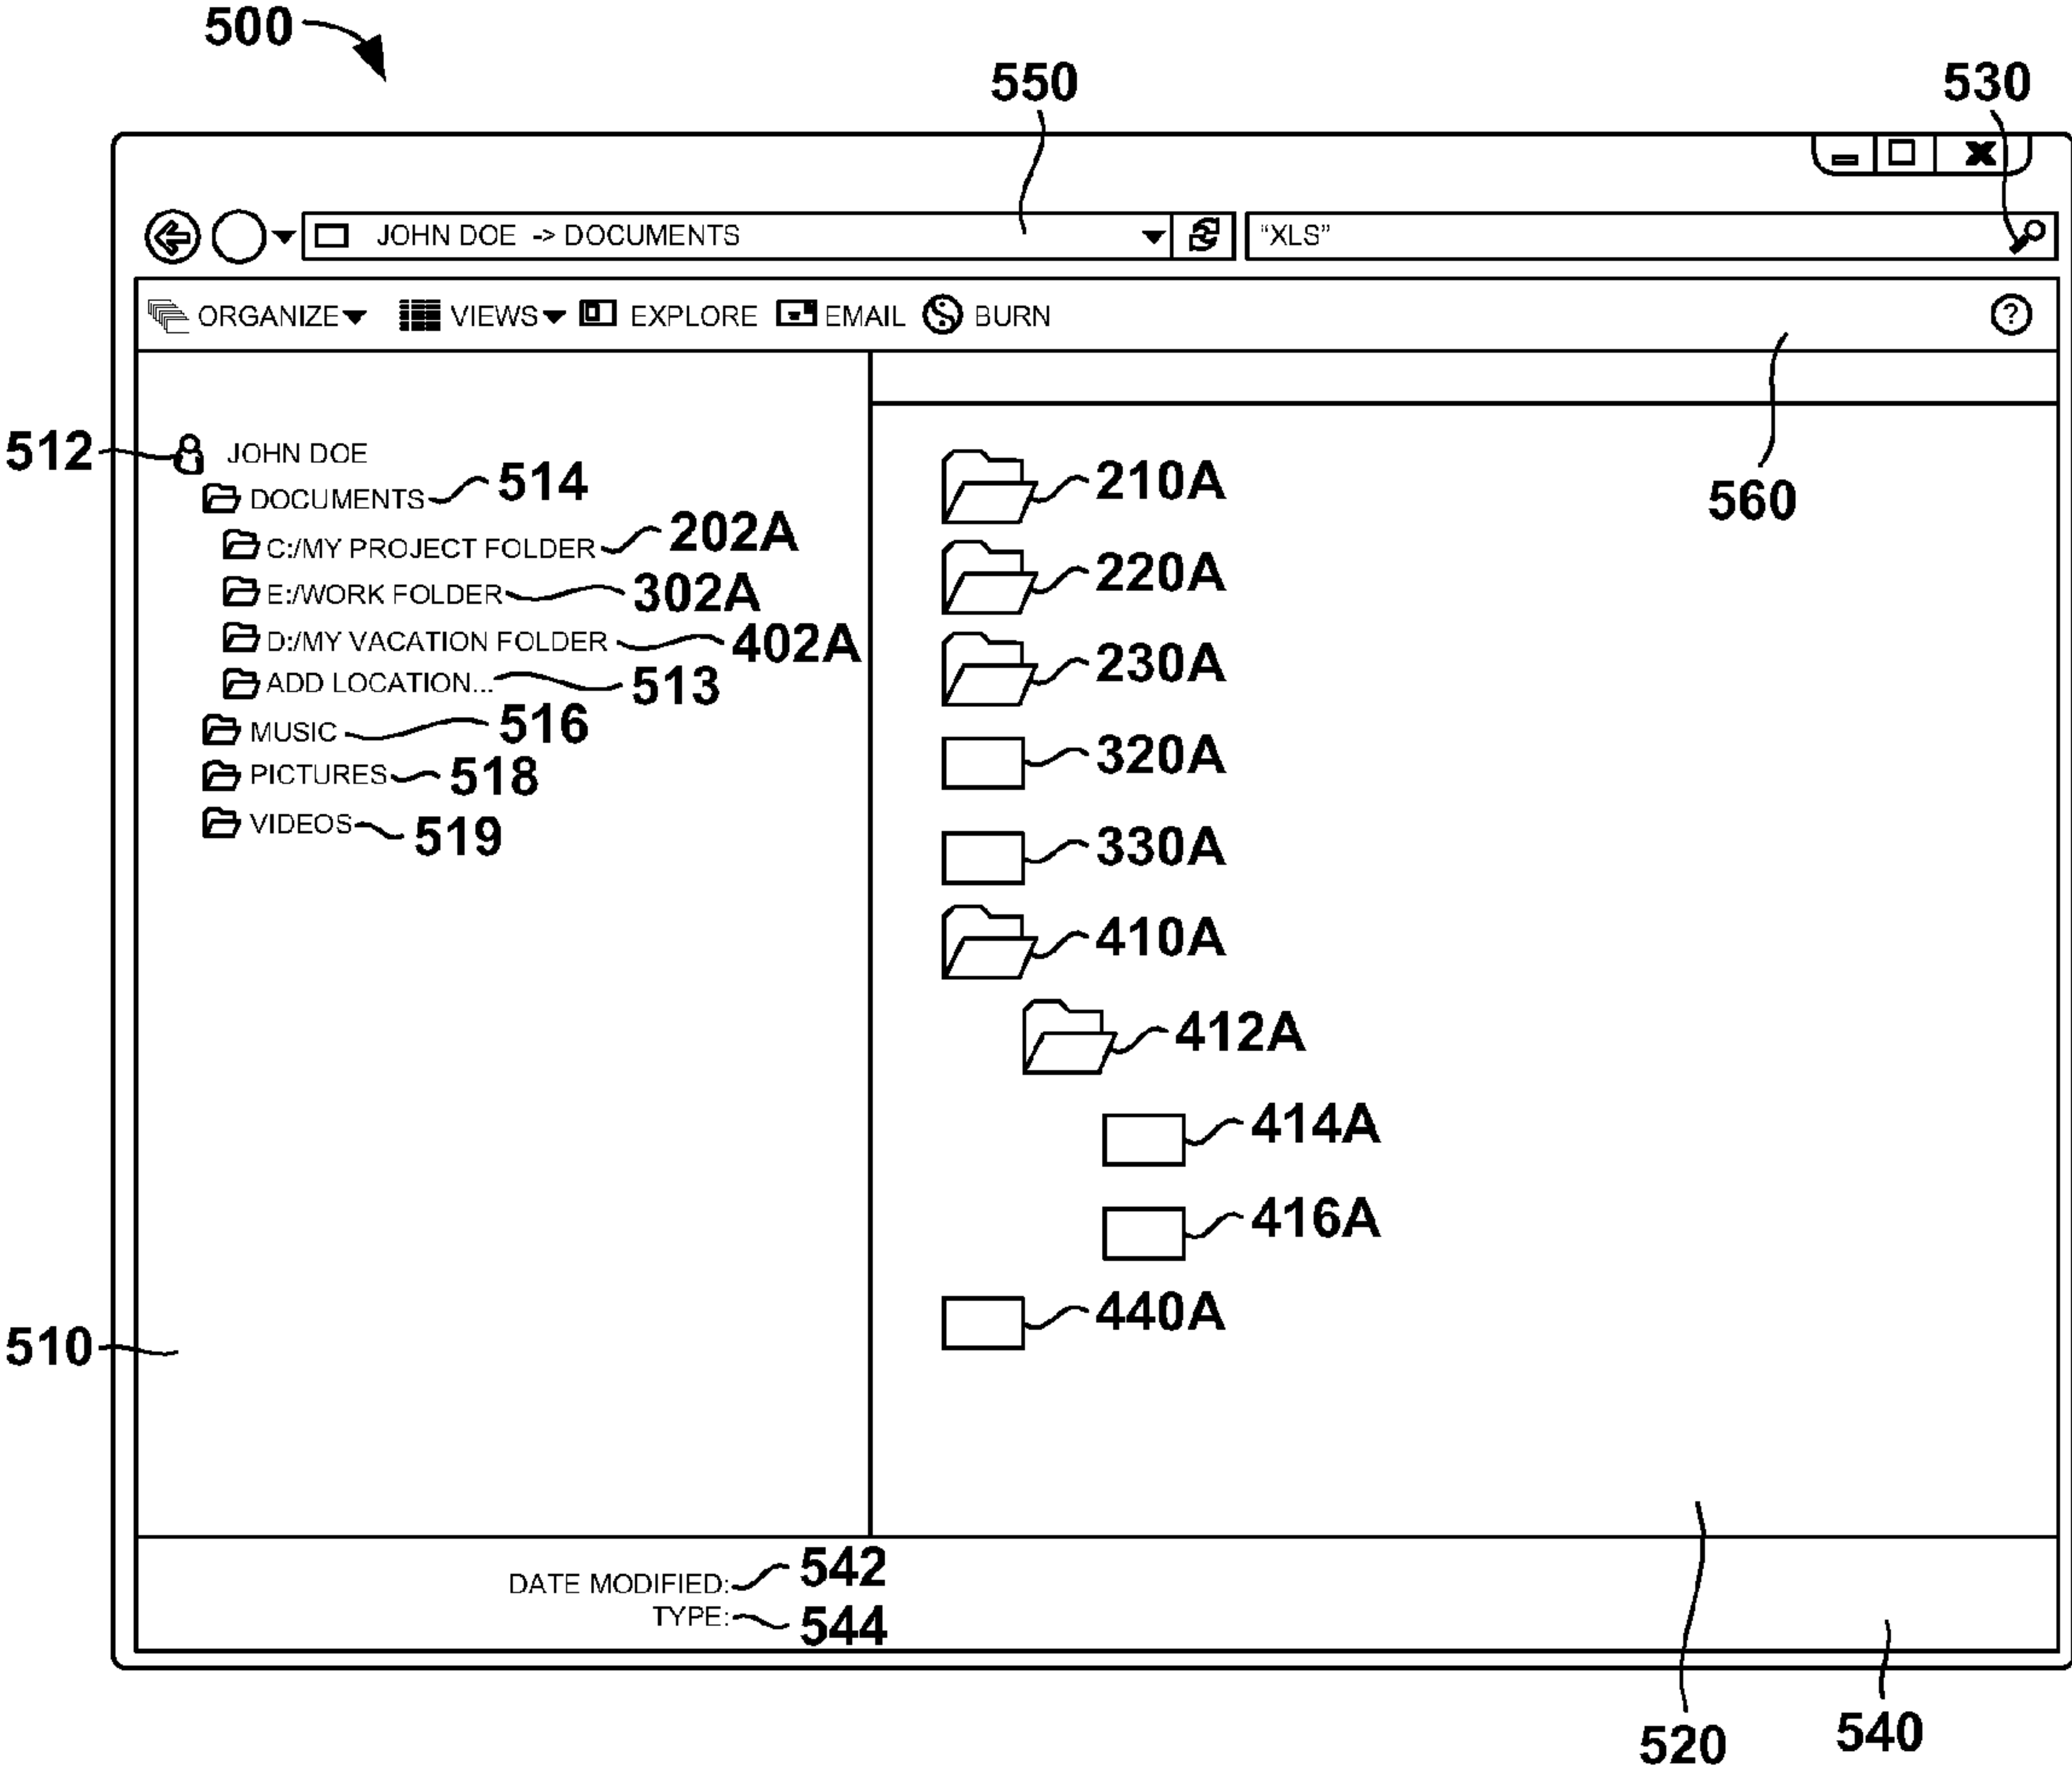 500
550
530
JOHN DOE -> DOCUMENTS
“XLS”
ORGANIZE VIEWS EXPLORE EMAIL BURN ?
560
512 JOHN DOE
DOCUMENTS 514
C:/MY PROJECT FOLDER 202A
E:/WORK FOLDER 302A
D:/MY VACATION FOLDER 402A
ADD LOCATION... 513
MUSIC 516
PICTURES 518
VIDEOS 519
510
210A
220A
230A
320A
330A
410A
412A
414A
416A
440A
DATE MODIFIED: 542
TYPE: 544
520
540